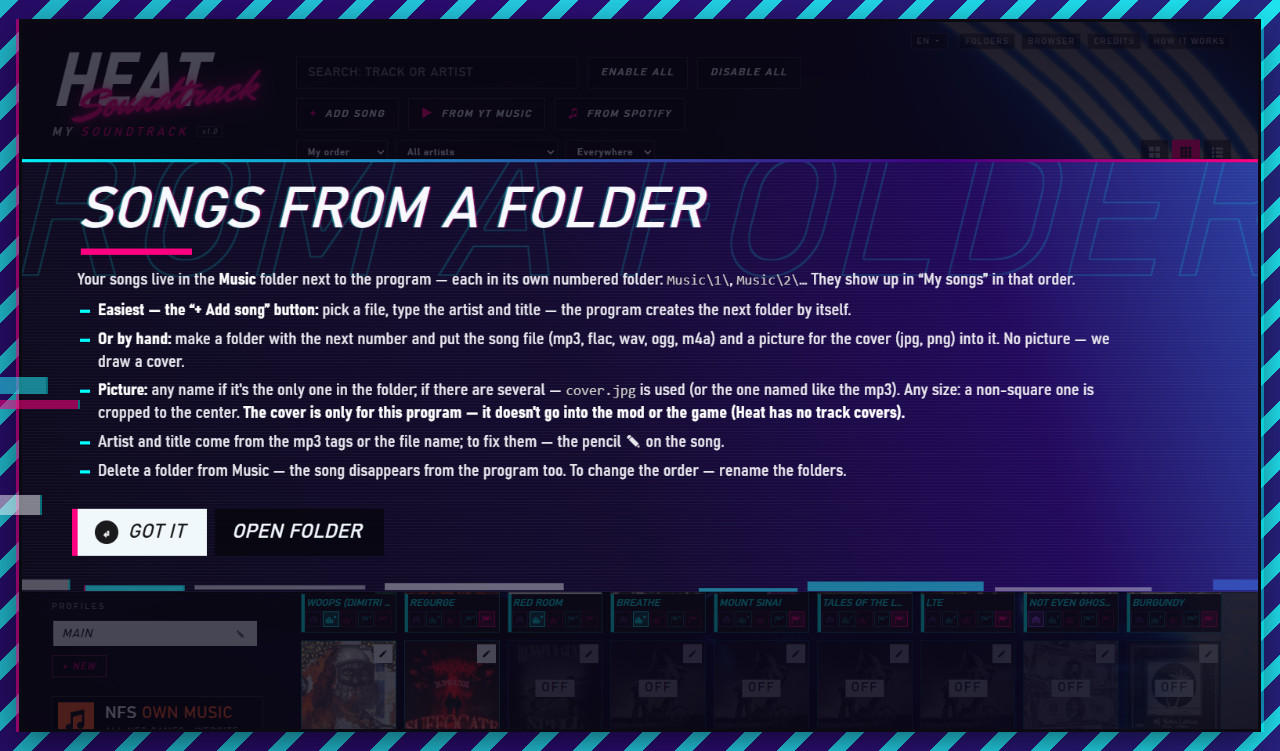 HEAT
Soundtrack
MY SOUNDTRACK v1.0
EN
FOLDERS
BROWSER
CREDITS
HOW IT WORKS
SEARCH: TRACK OR ARTIST
ENABLE ALL
DISABLE ALL
+ ADD SONG
FROM YT MUSIC
FROM SPOTIFY
My order
All artists
Everywhere
ROM A FOLDER
SONGS FROM A FOLDER
Your songs live in the Music folder next to the program — each in its own numbered folder: Music\1\, Music\2\… They show up in “My songs” in that order.
Easiest — the “+ Add song” button: pick a file, type the artist and title — the program creates the next folder by itself.
Or by hand: make a folder with the next number and put the song file (mp3, flac, wav, ogg, m4a) and a picture for the cover (jpg, png) into it. No picture — we
draw a cover.
Picture: any name if it's the only one in the folder; if there are several — cover.jpg is used (or the one named like the mp3). Any size: a non-square one is
cropped to the center. The cover is only for this program — it doesn't go into the mod or the game (Heat has no track covers).
Artist and title come from the mp3 tags or the file name; to fix them — the pencil ✎ on the song.
Delete a folder from Music — the song disappears from the program too. To change the order — rename the folders.
GOT IT
OPEN FOLDER
PROFILES
MAIN
+ NEW
NFS OWN MUSIC
WOOPS (DIMITRI ...
REGURGE
RED ROOM
BREATHE
MOUNT SINAI
TALES OF THE L...
LTE
NOT EVEN GHOS...
BURGUNDY
SUFFOCATE
OFF
OFF
OFF
OFF
OFF
OFF
OFF